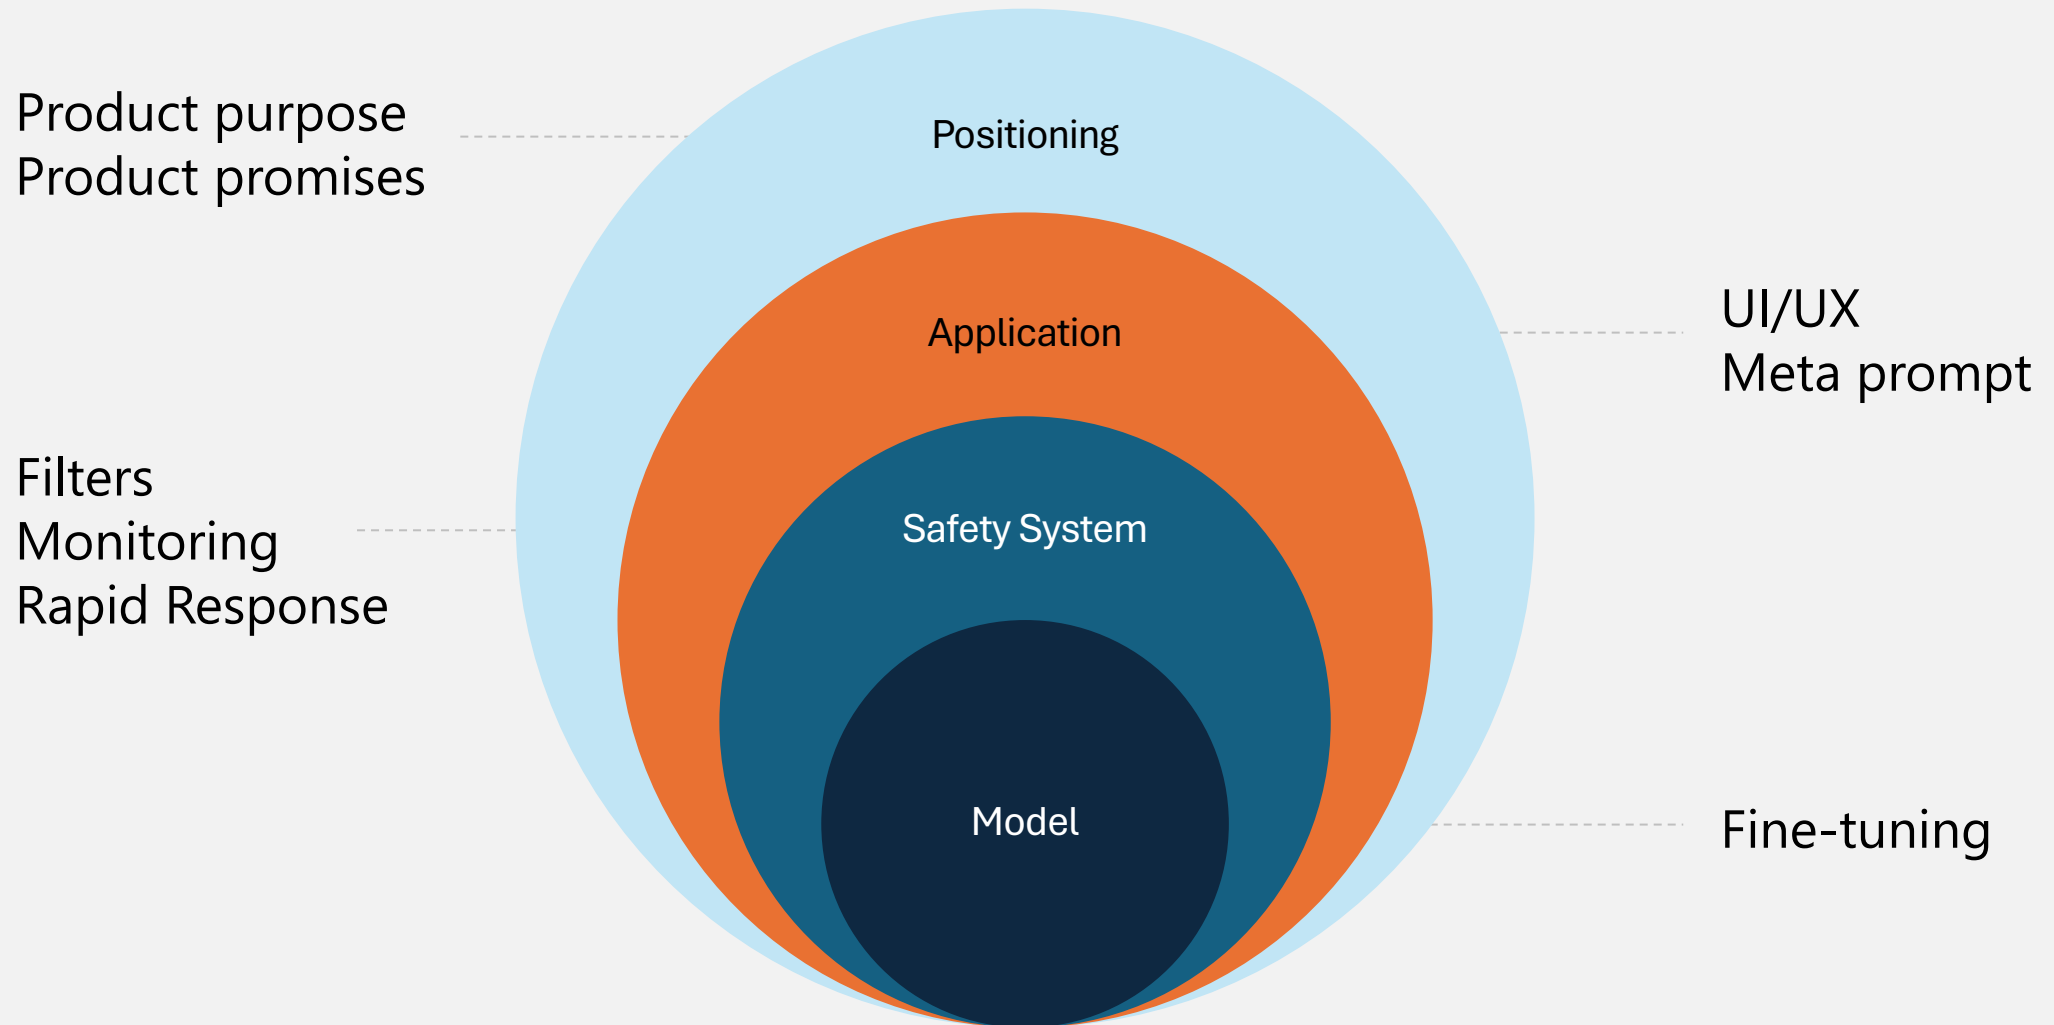 Product purpose
Product promises
Positioning
UI/UX
Meta prompt
Application
Filters
Monitoring
Rapid Response
Safety System
Model
Fine-tuning